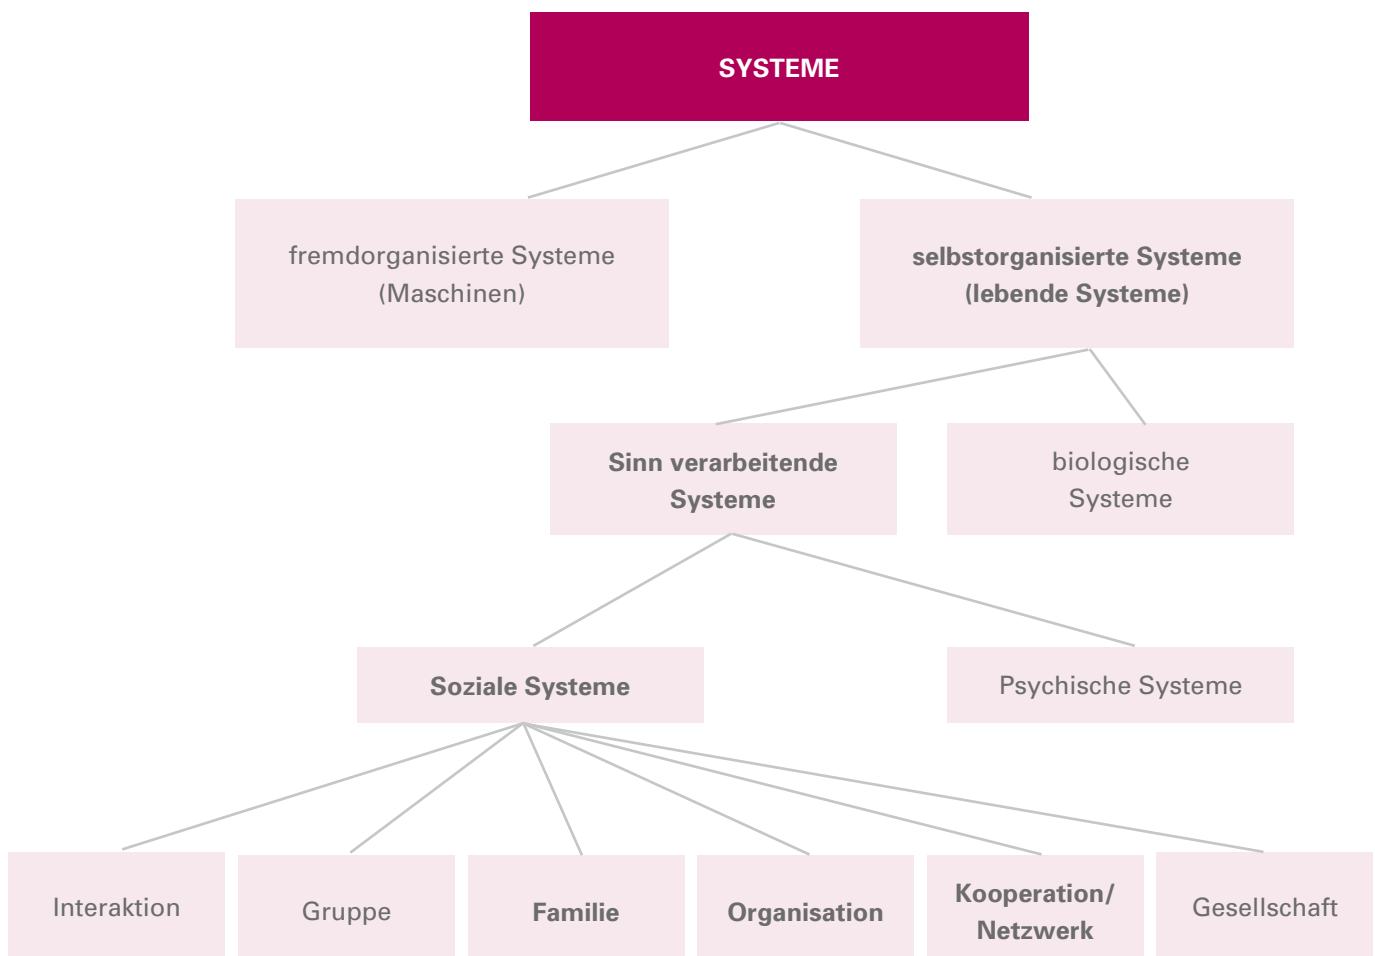 SYSTEME
fremdorganisierte Systeme
(Maschinen)
selbstorganisierte Systeme
(lebende Systeme)
Sinn verarbeitende
Systeme
biologische
Systeme
Soziale Systeme
Psychische Systeme
Interaktion
Gruppe
Familie
Organisation
Kooperation/
Netzwerk
Gesellschaft